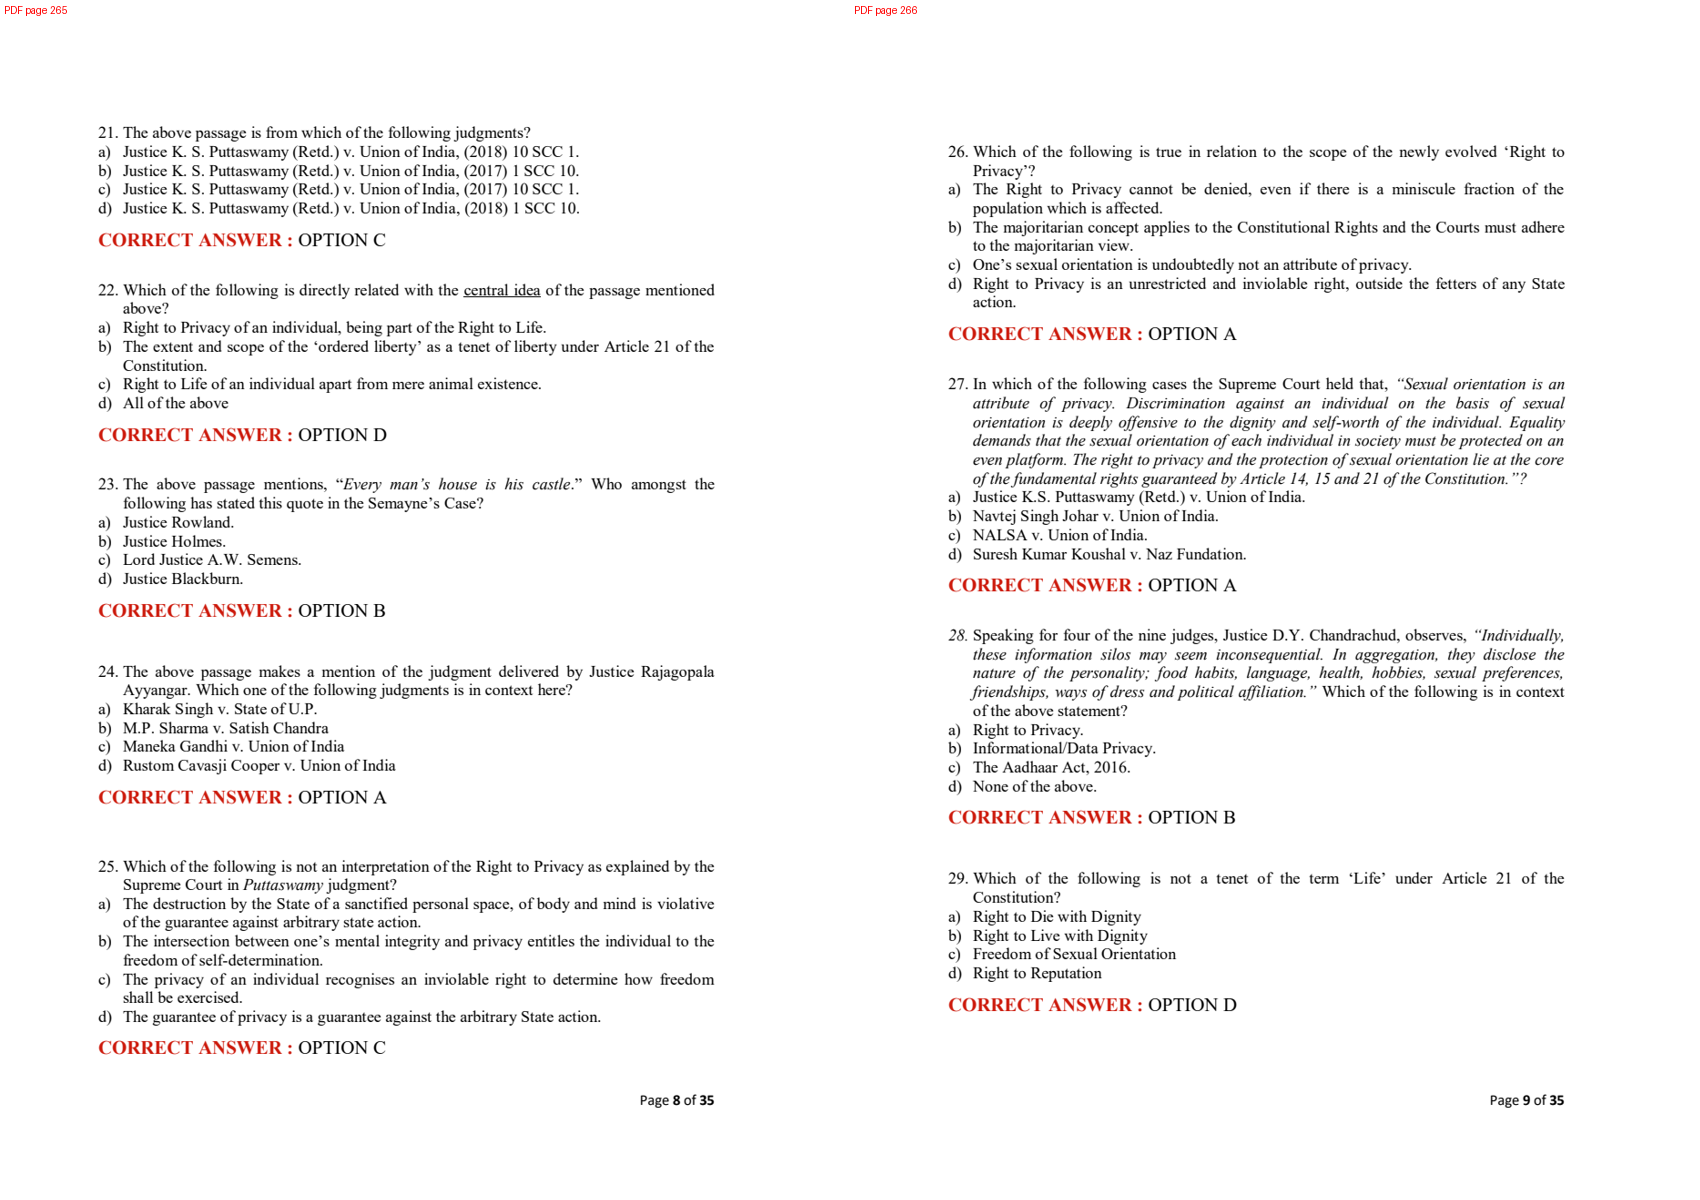 PDF page 265
21. The above passage is from which of the following judgments?
a) Justice K. S. Puttaswamy (Retd.) v. Union of India, (2018) 10 SCC 1.
b) Justice K. S. Puttaswamy (Retd.) v. Union of India, (2017) 1 SCC 10.
c) Justice K. S. Puttaswamy (Retd.) v. Union of India, (2017) 10 SCC 1.
d) Justice K. S. Puttaswamy (Retd.) v. Union of India, (2018) 1 SCC 10.
CORRECT ANSWER : OPTION C
22. Which of the following is directly related with the central idea of the passage mentioned
above?
a) Right to Privacy of an individual, being part of the Right to Life.
b) The extent and scope of the ‘ordered liberty’ as a tenet of liberty under Article 21 of the
Constitution.
c) Right to Life of an individual apart from mere animal existence.
d) All of the above
CORRECT ANSWER : OPTION D
23. The above passage mentions, “Every man’s house is his castle.” Who amongst the
following has stated this quote in the Semayne’s Case?
a) Justice Rowland.
b) Justice Holmes.
c) Lord Justice A.W. Semens.
d) Justice Blackburn.
CORRECT ANSWER : OPTION B
24. The above passage makes a mention of the judgment delivered by Justice Rajagopala
Ayyangar. Which one of the following judgments is in context here?
a) Kharak Singh v. State of U.P.
b) M.P. Sharma v. Satish Chandra
c) Maneka Gandhi v. Union of India
d) Rustom Cavasji Cooper v. Union of India
CORRECT ANSWER : OPTION A
25. Which of the following is not an interpretation of the Right to Privacy as explained by the
Supreme Court in Puttaswamy judgment?
a) The destruction by the State of a sanctified personal space, of body and mind is violative
of the guarantee against arbitrary state action.
b) The intersection between one’s mental integrity and privacy entitles the individual to the
freedom of self-determination.
c) The privacy of an individual recognises an inviolable right to determine how freedom
shall be exercised.
d) The guarantee of privacy is a guarantee against the arbitrary State action.
CORRECT ANSWER : OPTION C
Page 8 of 35
PDF page 266
26. Which of the following is true in relation to the scope of the newly evolved ‘Right to
Privacy’?
a) The Right to Privacy cannot be denied, even if there is a miniscule fraction of the
population which is affected.
b) The majoritarian concept applies to the Constitutional Rights and the Courts must adhere
to the majoritarian view.
c) One’s sexual orientation is undoubtedly not an attribute of privacy.
d) Right to Privacy is an unrestricted and inviolable right, outside the fetters of any State
action.
CORRECT ANSWER : OPTION A
27. In which of the following cases the Supreme Court held that, “Sexual orientation is an
attribute of privacy. Discrimination against an individual on the basis of sexual
orientation is deeply offensive to the dignity and self-worth of the individual. Equality
demands that the sexual orientation of each individual in society must be protected on an
even platform. The right to privacy and the protection of sexual orientation lie at the core
of the fundamental rights guaranteed by Article 14, 15 and 21 of the Constitution.”?
a) Justice K.S. Puttaswamy (Retd.) v. Union of India.
b) Navtej Singh Johar v. Union of India.
c) NALSA v. Union of India.
d) Suresh Kumar Koushal v. Naz Fundation.
CORRECT ANSWER : OPTION A
28. Speaking for four of the nine judges, Justice D.Y. Chandrachud, observes, “Individually,
these information silos may seem inconsequential. In aggregation, they disclose the
nature of the personality; food habits, language, health, hobbies, sexual preferences,
friendships, ways of dress and political affiliation.” Which of the following is in context
of the above statement?
a) Right to Privacy.
b) Informational/Data Privacy.
c) The Aadhaar Act, 2016.
d) None of the above.
CORRECT ANSWER : OPTION B
29. Which of the following is not a tenet of the term ‘Life’ under Article 21 of the
Constitution?
a) Right to Die with Dignity
b) Right to Live with Dignity
c) Freedom of Sexual Orientation
d) Right to Reputation
CORRECT ANSWER : OPTION D
Page 9 of 35